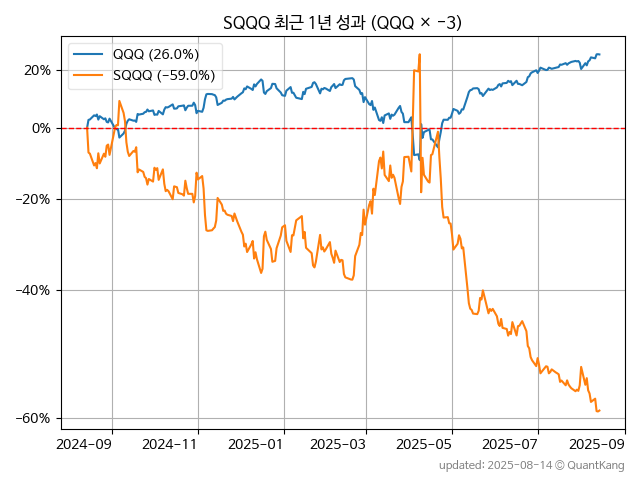 SQQQ 최근 1년 성과 (QQQ × −3)
QQQ (26.0%)
SQQQ (−59.0%)
20%
0%
−20%
−40%
−60%
2024-09 2024-11 2025-01 2025-03 2025-05 2025-07 2025-09
updated: 2025-08-14 © QuantKang